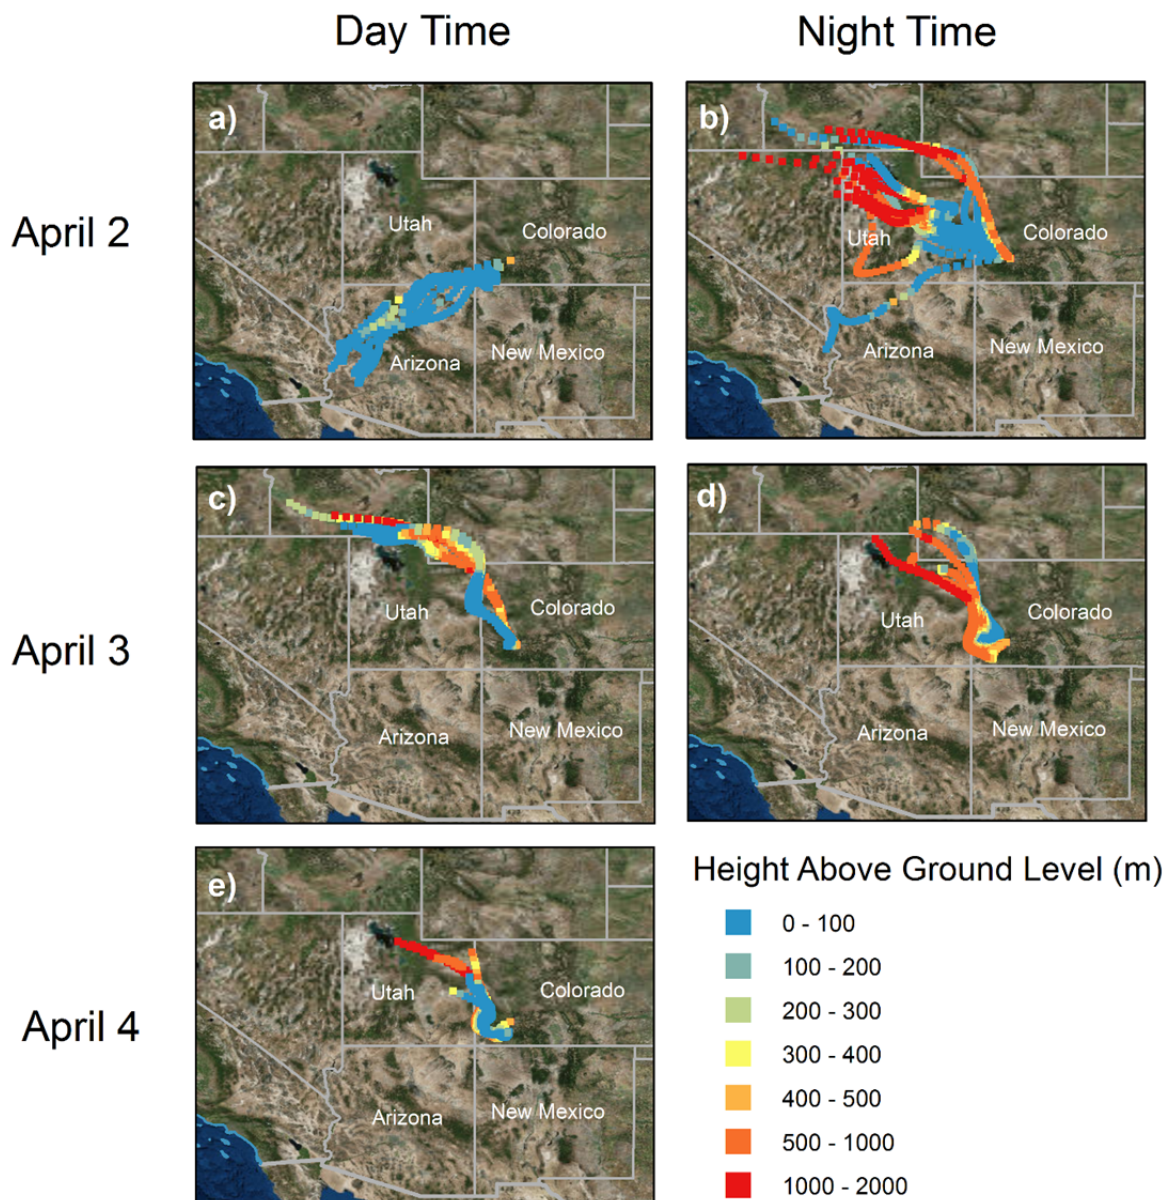 Day Time
Night Time
April 2
a)
Utah
Colorado
Arizona
New Mexico
b)
Utah
Colorado
Arizona
New Mexico
April 3
c)
Utah
Colorado
Arizona
New Mexico
d)
Utah
Colorado
Arizona
New Mexico
April 4
e)
Utah
Colorado
Arizona
New Mexico
Height Above Ground Level (m)
0 - 100
100 - 200
200 - 300
300 - 400
400 - 500
500 - 1000
1000 - 2000